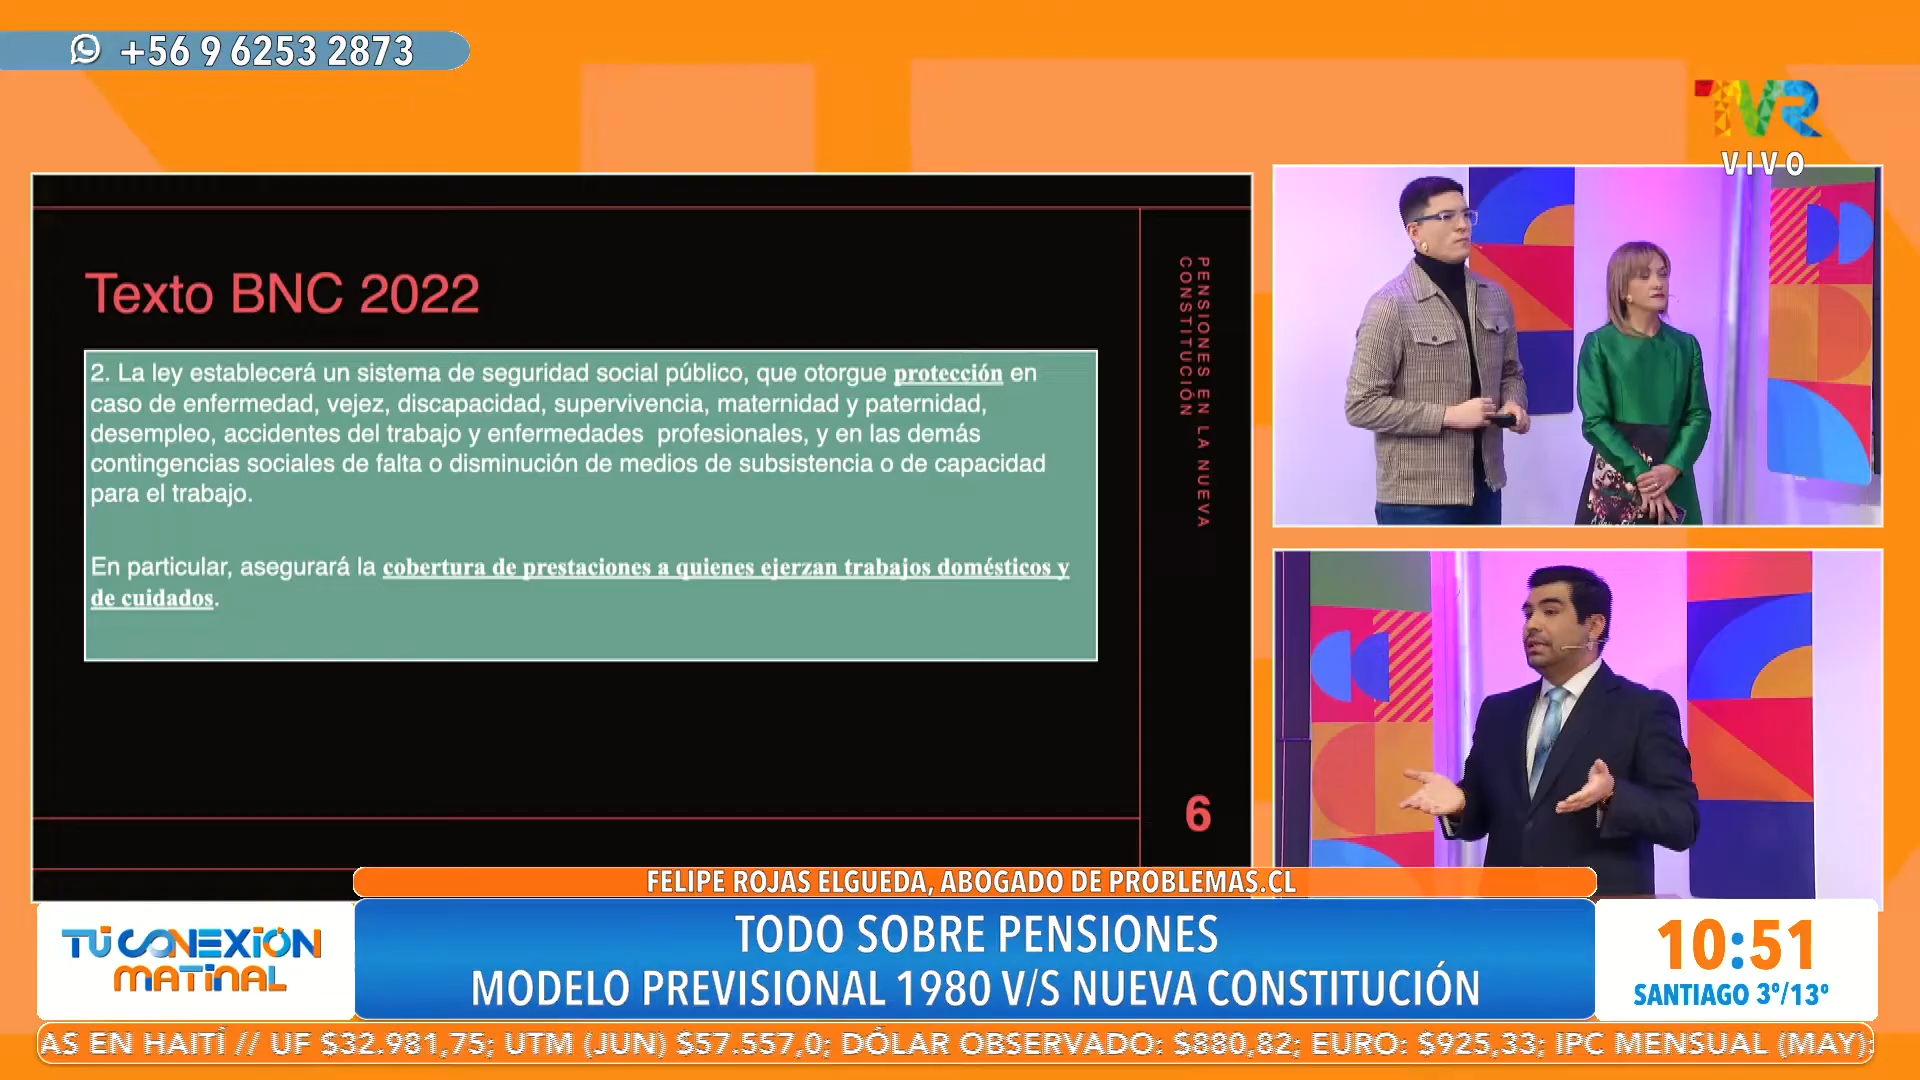 +56 9 6253 2873
TVR
VIVO
Texto BNC 2022
2. La ley establecerá un sistema de seguridad social público, que otorgue protección en
caso de enfermedad, vejez, discapacidad, supervivencia, maternidad y paternidad,
desempleo, accidentes del trabajo y enfermedades profesionales, y en las demás
contingencias sociales de falta o disminución de medios de subsistencia o de capacidad
para el trabajo.
En particular, asegurará la cobertura de prestaciones a quienes ejerzan trabajos domésticos y
de cuidados.
PENSIONES EN LA NUEVA
CONSTITUCIÓN
6
FELIPE ROJAS ELGUEDA, ABOGADO DE PROBLEMAS.CL
TÚ CONEXIÓN
MATINAL
TODO SOBRE PENSIONES
MODELO PREVISIONAL 1980 V/S NUEVA CONSTITUCIÓN
10:51
SANTIAGO 3º/13º
AS EN HAITÍ // UF $32.981,75; UTM (JUN) $57.557,0; DÓLAR OBSERVADO: $880,82; EURO: $925,33; IPC MENSUAL (MAY):